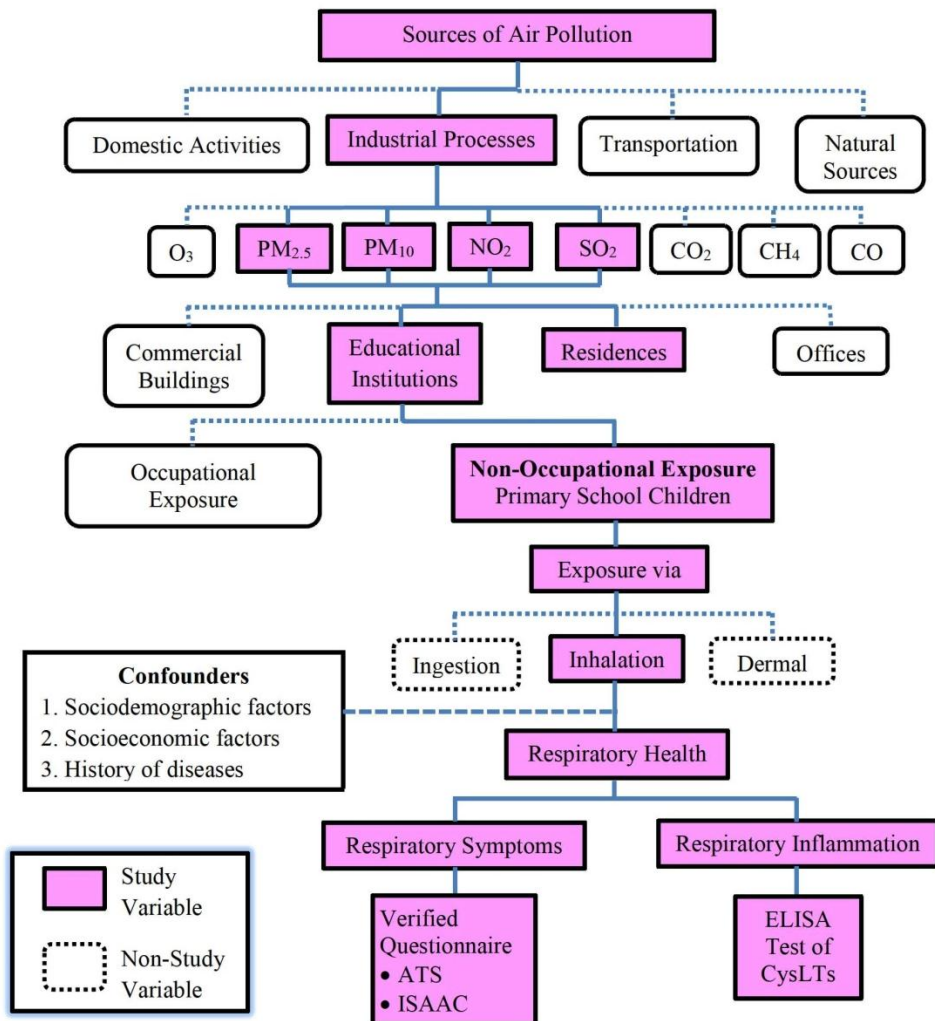 Sources of Air Pollution
Domestic Activities
Industrial Processes
Transportation
Natural
Sources
O₃
PM₂.₅
PM₁₀
NO₂
SO₂
CO₂
CH₄
CO
Commercial
Buildings
Educational
Institutions
Residences
Offices
Occupational
Exposure
Non-Occupational Exposure
Primary School Children
Exposure via
Ingestion
Inhalation
Dermal
Confounders
1. Sociodemographic factors
2. Socioeconomic factors
3. History of diseases
Respiratory Health
Respiratory Symptoms
Respiratory Inflammation
Verified
Questionnaire
• ATS
• ISAAC
ELISA
Test of
CysLTs
Study
Variable
Non-Study
Variable